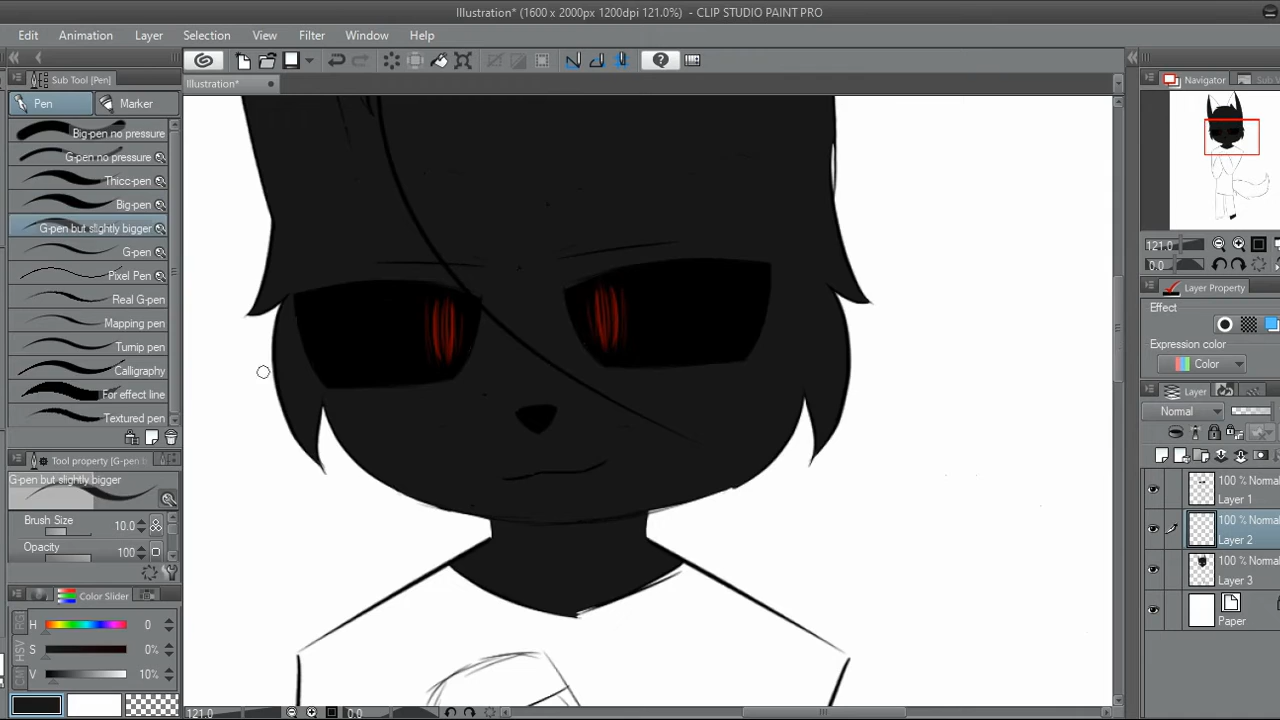 Illustration* (1600 x 2000px 1200dpi 121.0%) - CLIP STUDIO PAINT PRO
Edit Animation Layer Selection View Filter Window Help
Sub Tool [Pen]
Illustration*
Navigator
Pen Marker
Big-pen no pressure
G-pen no pressure
Thicc-pen
Big-pen
G-pen but slightly bigger
G-pen
Pixel Pen
Real G-pen
Mapping pen
Turnip pen
Calligraphy
For effect line
Textured pen
Tool property [G-pen b
G-pen but slightly bigger
Brush Size 10.0
Opacity 100
Color Slider
H 0
S 0%
V 10%
121.0 0.0
121.0
0.0
Layer Property
Effect
Expression color
Color
Layer
Normal
100 % Normal
Layer 1
100 % Normal
Layer 2
100 % Normal
Layer 3
Paper